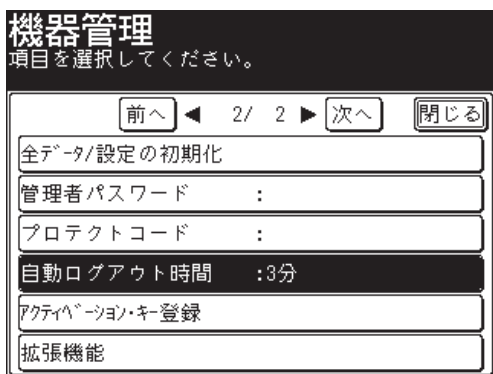 機器管理
項目を選択してください。
前へ ◀ 2/ 2 ▶ 次へ 閉じる
全ﾃﾞｰﾀ/設定の初期化
管理者パスワード :
プロテクトコード :
自動ログアウト時間 :3分
ｱｸﾃｨﾍﾞｰｼｮﾝ･ｷｰ登録
拡張機能